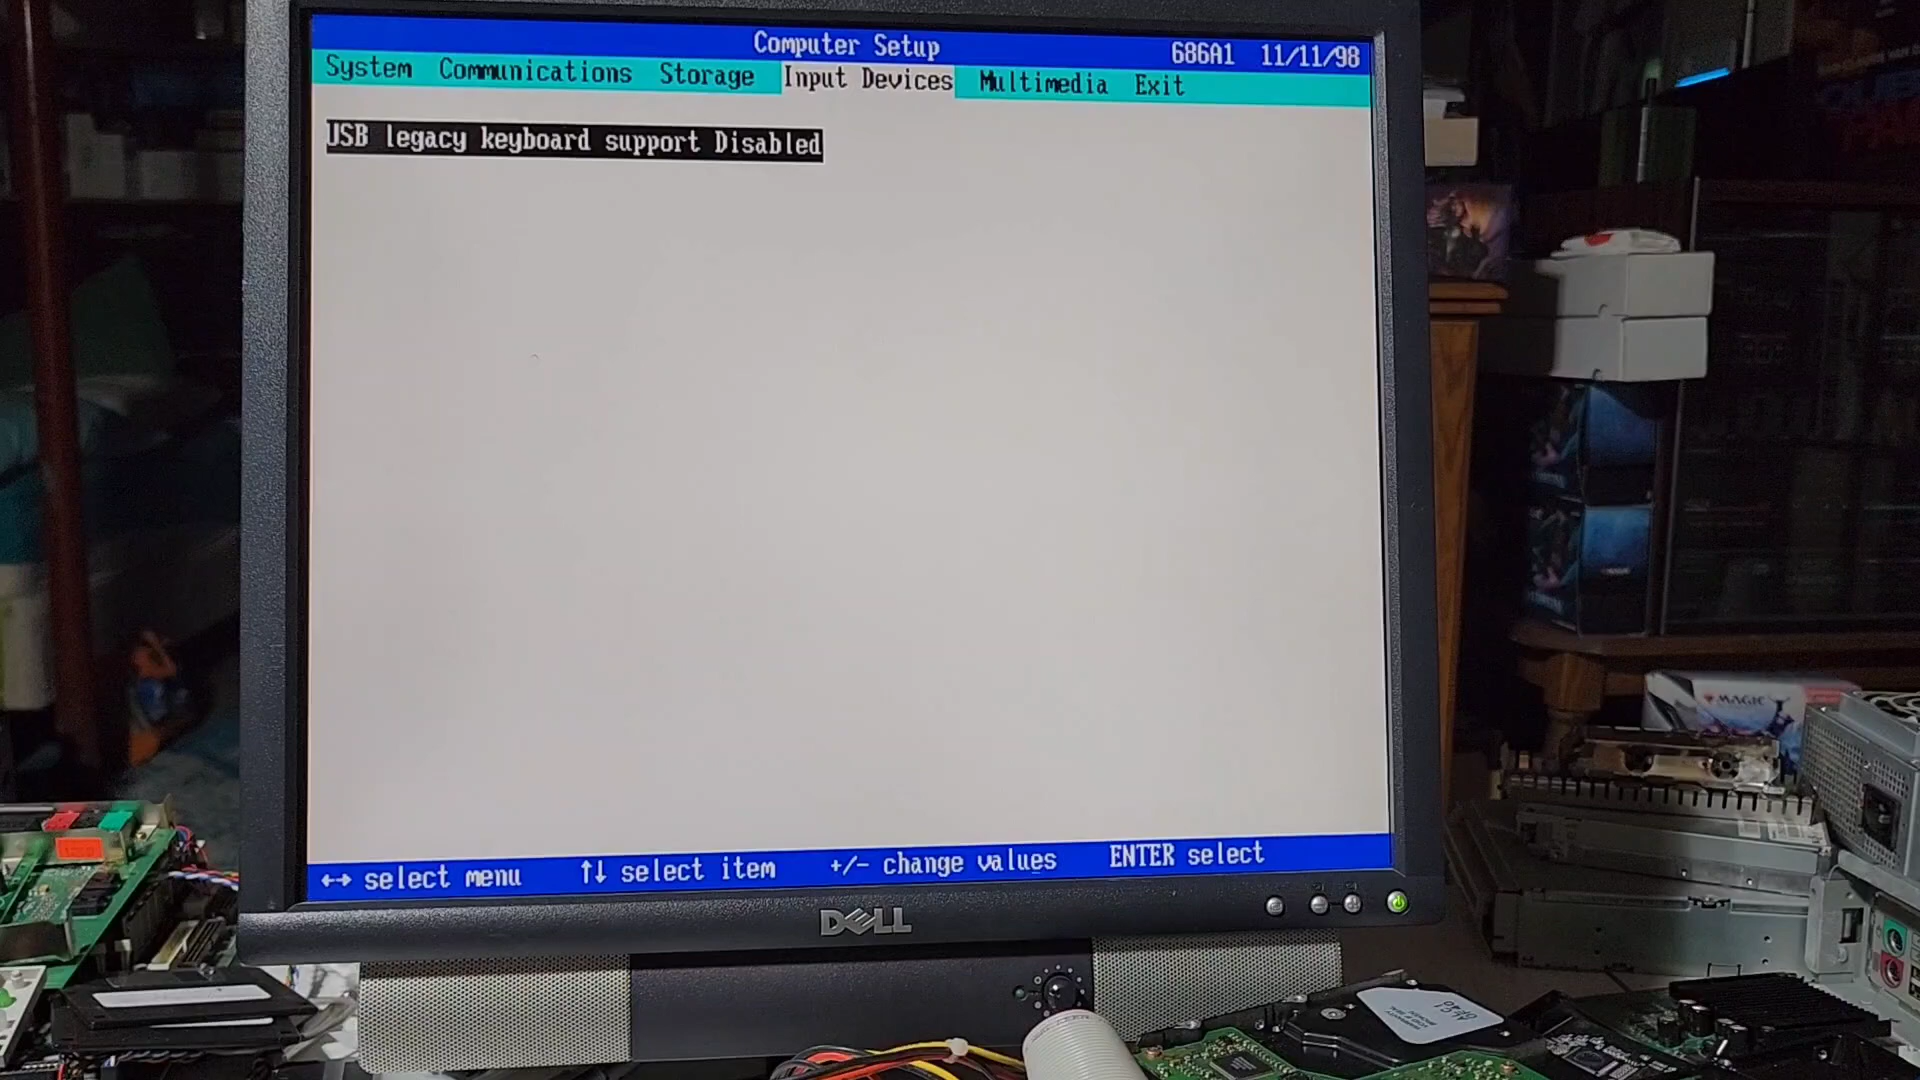 Computer Setup 686A1 11/11/98
System Communications Storage Input Devices Multimedia Exit
USB legacy keyboard support Disabled
↔ select menu ↑↓ select item +/- change values ENTER select
DELL
MAGIC